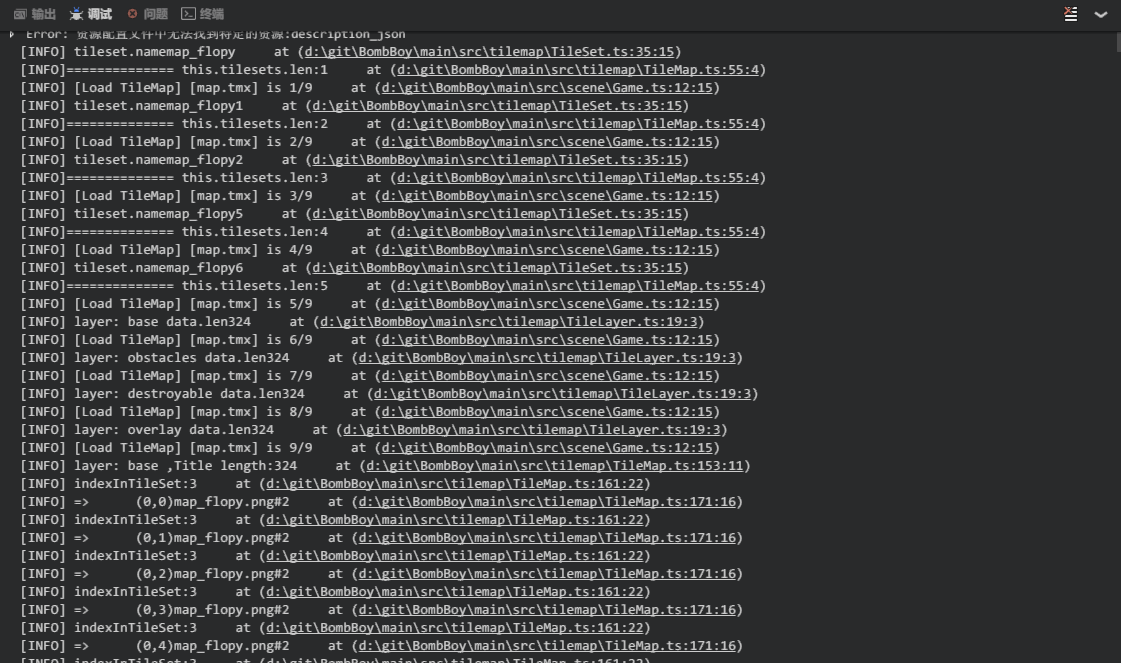 输出 调试 问题 终端
Error: 资源配置文件中无法找到特定的资源:description_json
[INFO] tileset.namemap_flopy at (d:\git\BombBoy\main\src\tilemap\TileSet.ts:35:15)
[INFO]============== this.tilesets.len:1 at (d:\git\BombBoy\main\src\tilemap\TileMap.ts:55:4)
[INFO] [Load TileMap] [map.tmx] is 1/9 at (d:\git\BombBoy\main\src\scene\Game.ts:12:15)
[INFO] tileset.namemap_flopy1 at (d:\git\BombBoy\main\src\tilemap\TileSet.ts:35:15)
[INFO]============== this.tilesets.len:2 at (d:\git\BombBoy\main\src\tilemap\TileMap.ts:55:4)
[INFO] [Load TileMap] [map.tmx] is 2/9 at (d:\git\BombBoy\main\src\scene\Game.ts:12:15)
[INFO] tileset.namemap_flopy2 at (d:\git\BombBoy\main\src\tilemap\TileSet.ts:35:15)
[INFO]============== this.tilesets.len:3 at (d:\git\BombBoy\main\src\tilemap\TileMap.ts:55:4)
[INFO] [Load TileMap] [map.tmx] is 3/9 at (d:\git\BombBoy\main\src\scene\Game.ts:12:15)
[INFO] tileset.namemap_flopy5 at (d:\git\BombBoy\main\src\tilemap\TileSet.ts:35:15)
[INFO]============== this.tilesets.len:4 at (d:\git\BombBoy\main\src\tilemap\TileMap.ts:55:4)
[INFO] [Load TileMap] [map.tmx] is 4/9 at (d:\git\BombBoy\main\src\scene\Game.ts:12:15)
[INFO] tileset.namemap_flopy6 at (d:\git\BombBoy\main\src\tilemap\TileSet.ts:35:15)
[INFO]============== this.tilesets.len:5 at (d:\git\BombBoy\main\src\tilemap\TileMap.ts:55:4)
[INFO] [Load TileMap] [map.tmx] is 5/9 at (d:\git\BombBoy\main\src\scene\Game.ts:12:15)
[INFO] layer: base data.len324 at (d:\git\BombBoy\main\src\tilemap\TileLayer.ts:19:3)
[INFO] [Load TileMap] [map.tmx] is 6/9 at (d:\git\BombBoy\main\src\scene\Game.ts:12:15)
[INFO] layer: obstacles data.len324 at (d:\git\BombBoy\main\src\tilemap\TileLayer.ts:19:3)
[INFO] [Load TileMap] [map.tmx] is 7/9 at (d:\git\BombBoy\main\src\scene\Game.ts:12:15)
[INFO] layer: destroyable data.len324 at (d:\git\BombBoy\main\src\tilemap\TileLayer.ts:19:3)
[INFO] [Load TileMap] [map.tmx] is 8/9 at (d:\git\BombBoy\main\src\scene\Game.ts:12:15)
[INFO] layer: overlay data.len324 at (d:\git\BombBoy\main\src\tilemap\TileLayer.ts:19:3)
[INFO] [Load TileMap] [map.tmx] is 9/9 at (d:\git\BombBoy\main\src\scene\Game.ts:12:15)
[INFO] layer: base ,Title length:324 at (d:\git\BombBoy\main\src\tilemap\TileMap.ts:153:11)
[INFO] indexInTileSet:3 at (d:\git\BombBoy\main\src\tilemap\TileMap.ts:161:22)
[INFO] => (0,0)map_flopy.png#2 at (d:\git\BombBoy\main\src\tilemap\TileMap.ts:171:16)
[INFO] indexInTileSet:3 at (d:\git\BombBoy\main\src\tilemap\TileMap.ts:161:22)
[INFO] => (0,1)map_flopy.png#2 at (d:\git\BombBoy\main\src\tilemap\TileMap.ts:171:16)
[INFO] indexInTileSet:3 at (d:\git\BombBoy\main\src\tilemap\TileMap.ts:161:22)
[INFO] => (0,2)map_flopy.png#2 at (d:\git\BombBoy\main\src\tilemap\TileMap.ts:171:16)
[INFO] indexInTileSet:3 at (d:\git\BombBoy\main\src\tilemap\TileMap.ts:161:22)
[INFO] => (0,3)map_flopy.png#2 at (d:\git\BombBoy\main\src\tilemap\TileMap.ts:171:16)
[INFO] indexInTileSet:3 at (d:\git\BombBoy\main\src\tilemap\TileMap.ts:161:22)
[INFO] => (0,4)map_flopy.png#2 at (d:\git\BombBoy\main\src\tilemap\TileMap.ts:171:16)
[INFO] indexInTileSet:3 at (d:\git\BombBoy\main\src\tilemap\TileMap.ts:161:22)